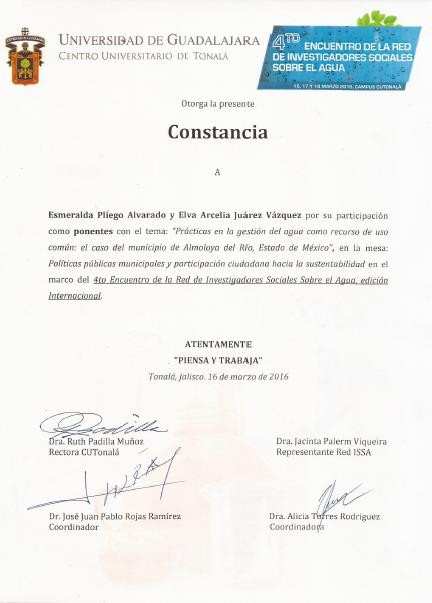 UNIVERSIDAD DE GUADALAJARA
CENTRO UNIVERSITARIO DE TONALÁ
4TO ENCUENTRO DE LA RED
DE INVESTIGADORES SOCIALES
SOBRE EL AGUA
16, 17 Y 18 MARZO 2016, CAMPUS CUTONALÁ
Otorga la presente
Constancia
A
Esmeralda Pliego Alvarado y Elva Arcelia Juárez Vázquez por su participación
como ponentes con el tema: "Prácticas en la gestión del agua como recurso de uso
común: el caso del municipio de Almoloya del Río, Estado de México", en la mesa:
Políticas públicas municipales y participación ciudadana hacia la sustentabilidad en el
marco del 4to Encuentro de la Red de Investigadores Sociales Sobre el Agua, edición
Internacional.
ATENTAMENTE
"PIENSA Y TRABAJA"
Tonalá, Jalisco. 16 de marzo de 2016
Dra. Ruth Padilla Muñoz
Rectora CUTonalá
Dra. Jacinta Palerm Viqueira
Representante Red ISSA
Dr. José Juan Pablo Rojas Ramírez
Coordinador
Dra. Alicia Torres Rodríguez
Coordinadora